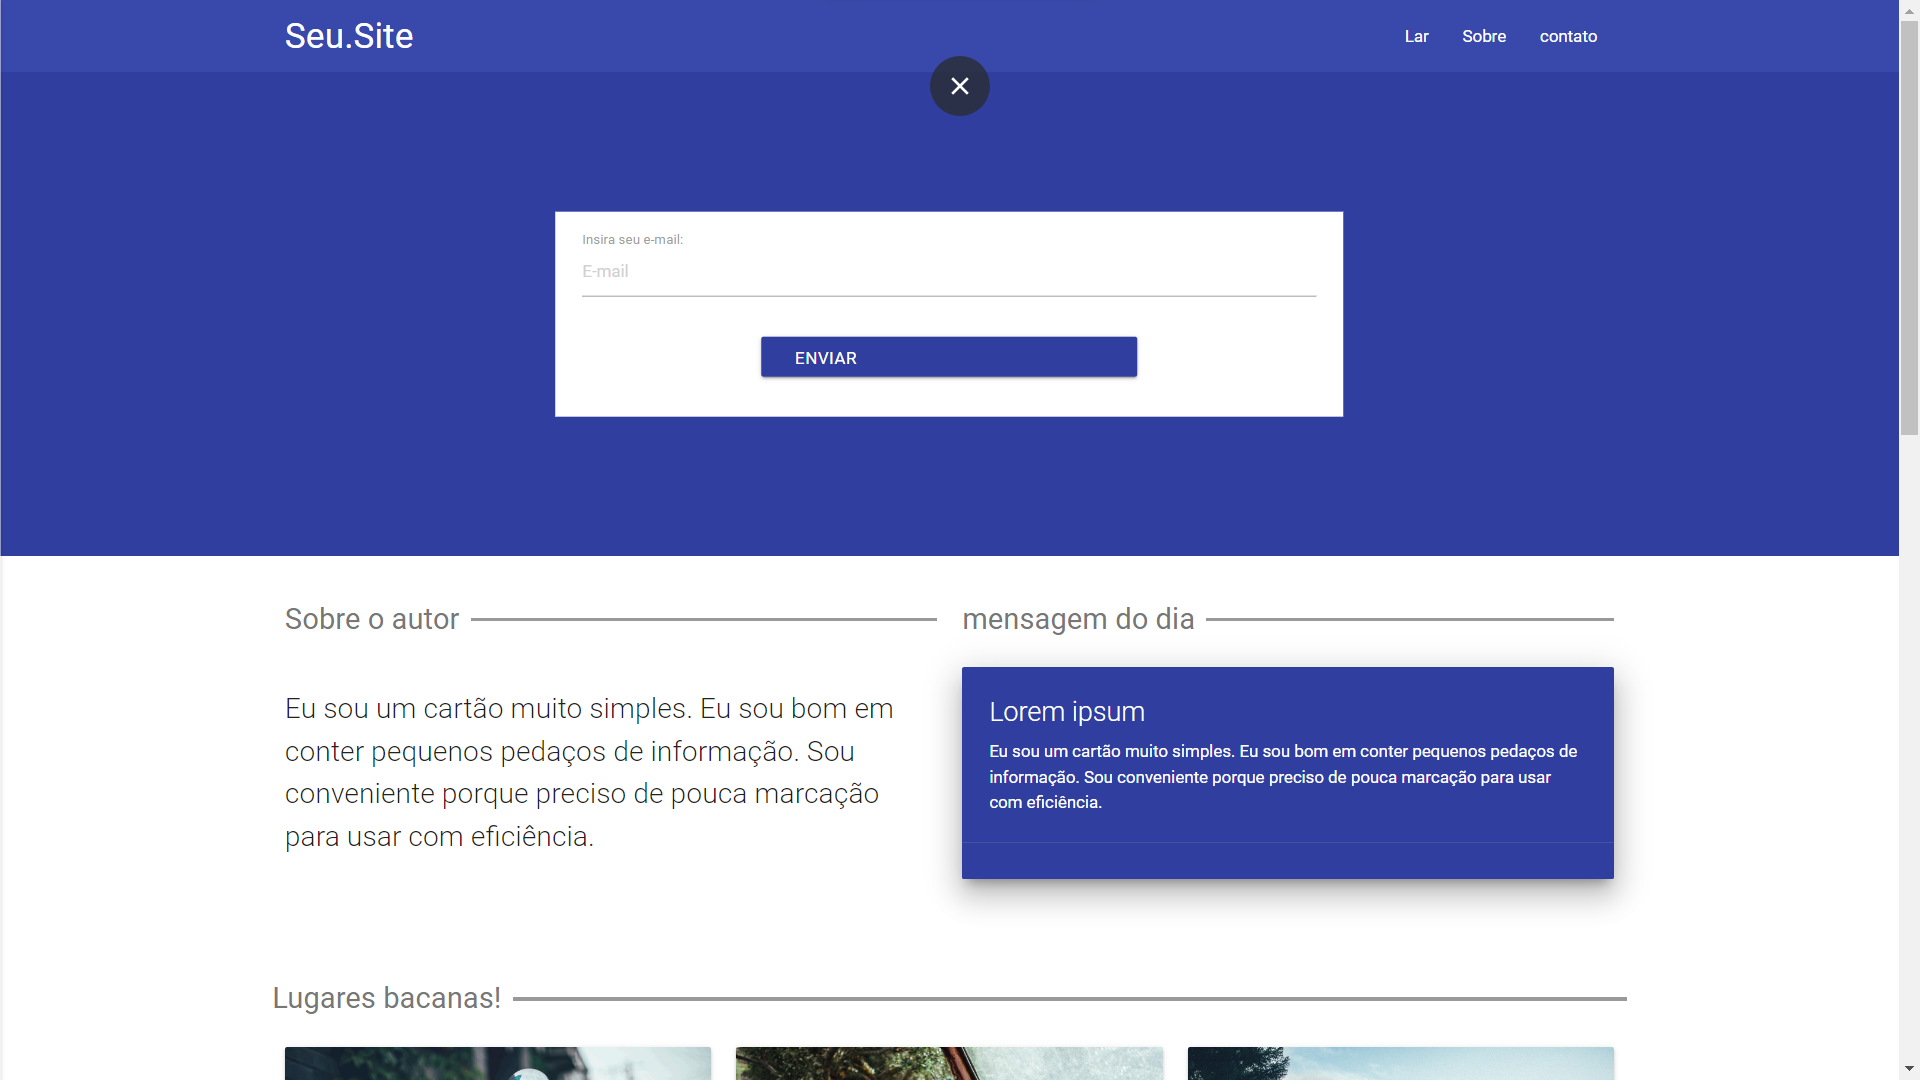 Seu.Site
Lar
Sobre
contato
Insira seu e-mail:
E-mail
ENVIAR
Sobre o autor
Eu sou um cartão muito simples. Eu sou bom em
conter pequenos pedaços de informação. Sou
conveniente porque preciso de pouca marcação
para usar com eficiência.
mensagem do dia
Lorem ipsum
Eu sou um cartão muito simples. Eu sou bom em conter pequenos pedaços de
informação. Sou conveniente porque preciso de pouca marcação para usar
com eficiência.
Lugares bacanas!